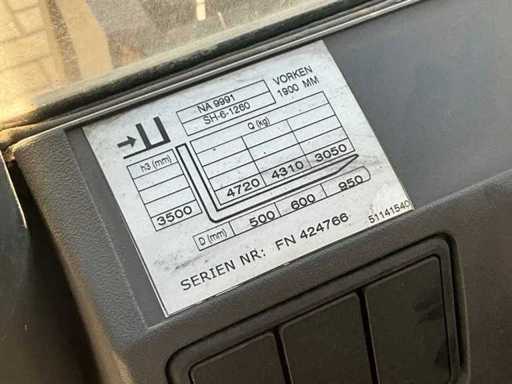 NA 9991
SH-6-1260
VORKEN
1900 MM
h3 (mm)
Q (kg)
3500
4720 4310 3050
D (mm)
500 600 950
SERIEN NR: FN 424766
51141540